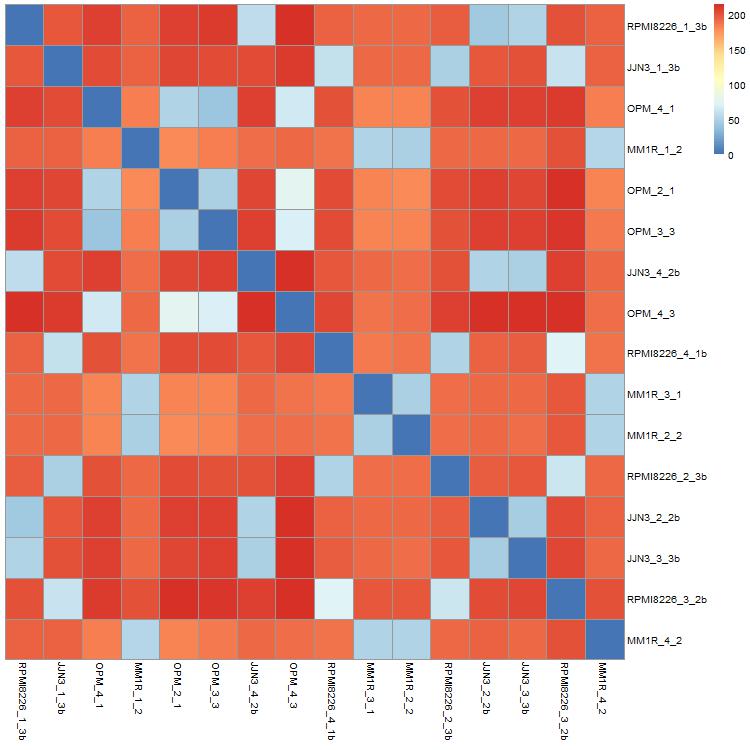 RPMI8226_1_3b
JJN3_1_3b
OPM_4_1
MM1R_1_2
OPM_2_1
OPM_3_3
JJN3_4_2b
OPM_4_3
RPMI8226_4_1b
MM1R_3_1
MM1R_2_2
RPMI8226_2_3b
JJN3_2_2b
JJN3_3_3b
RPMI8226_3_2b
MM1R_4_2
200
150
100
50
0
RPMI8226_1_3b
JJN3_1_3b
OPM_4_1
MM1R_1_2
OPM_2_1
OPM_3_3
JJN3_4_2b
OPM_4_3
RPMI8226_4_1b
MM1R_3_1
MM1R_2_2
RPMI8226_2_3b
JJN3_2_2b
JJN3_3_3b
RPMI8226_3_2b
MM1R_4_2